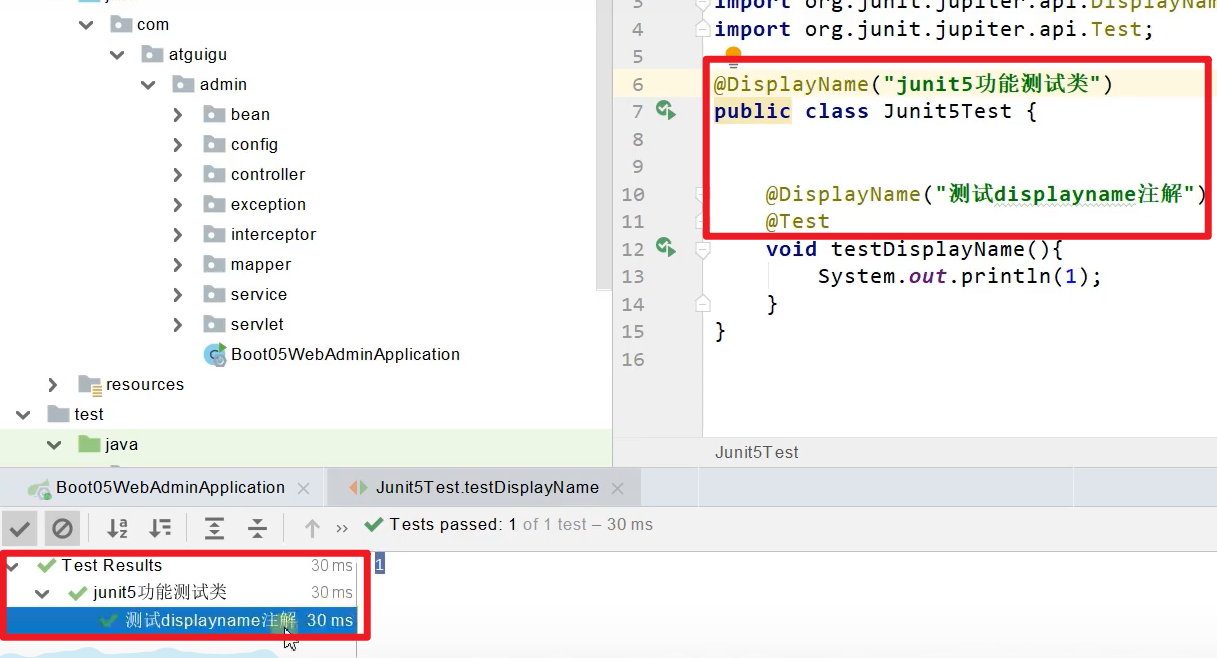 com
atguigu
admin
bean
config
controller
exception
interceptor
mapper
service
servlet
Boot05WebAdminApplication
resources
test
java
3 import org.junit.jupiter.api.DisplayNam
4 import org.junit.jupiter.api.Test;
5
6 @DisplayName("junit5功能测试类")
7 public class Junit5Test {
8
9
10 @DisplayName("测试displayname注解")
11 @Test
12 void testDisplayName(){
13 System.out.println(1);
14 }
15 }
16
Junit5Test
Boot05WebAdminApplication
Junit5Test.testDisplayName
Tests passed: 1 of 1 test – 30 ms
Test Results 30 ms
junit5功能测试类 30 ms
测试displayname注解 30 ms
1